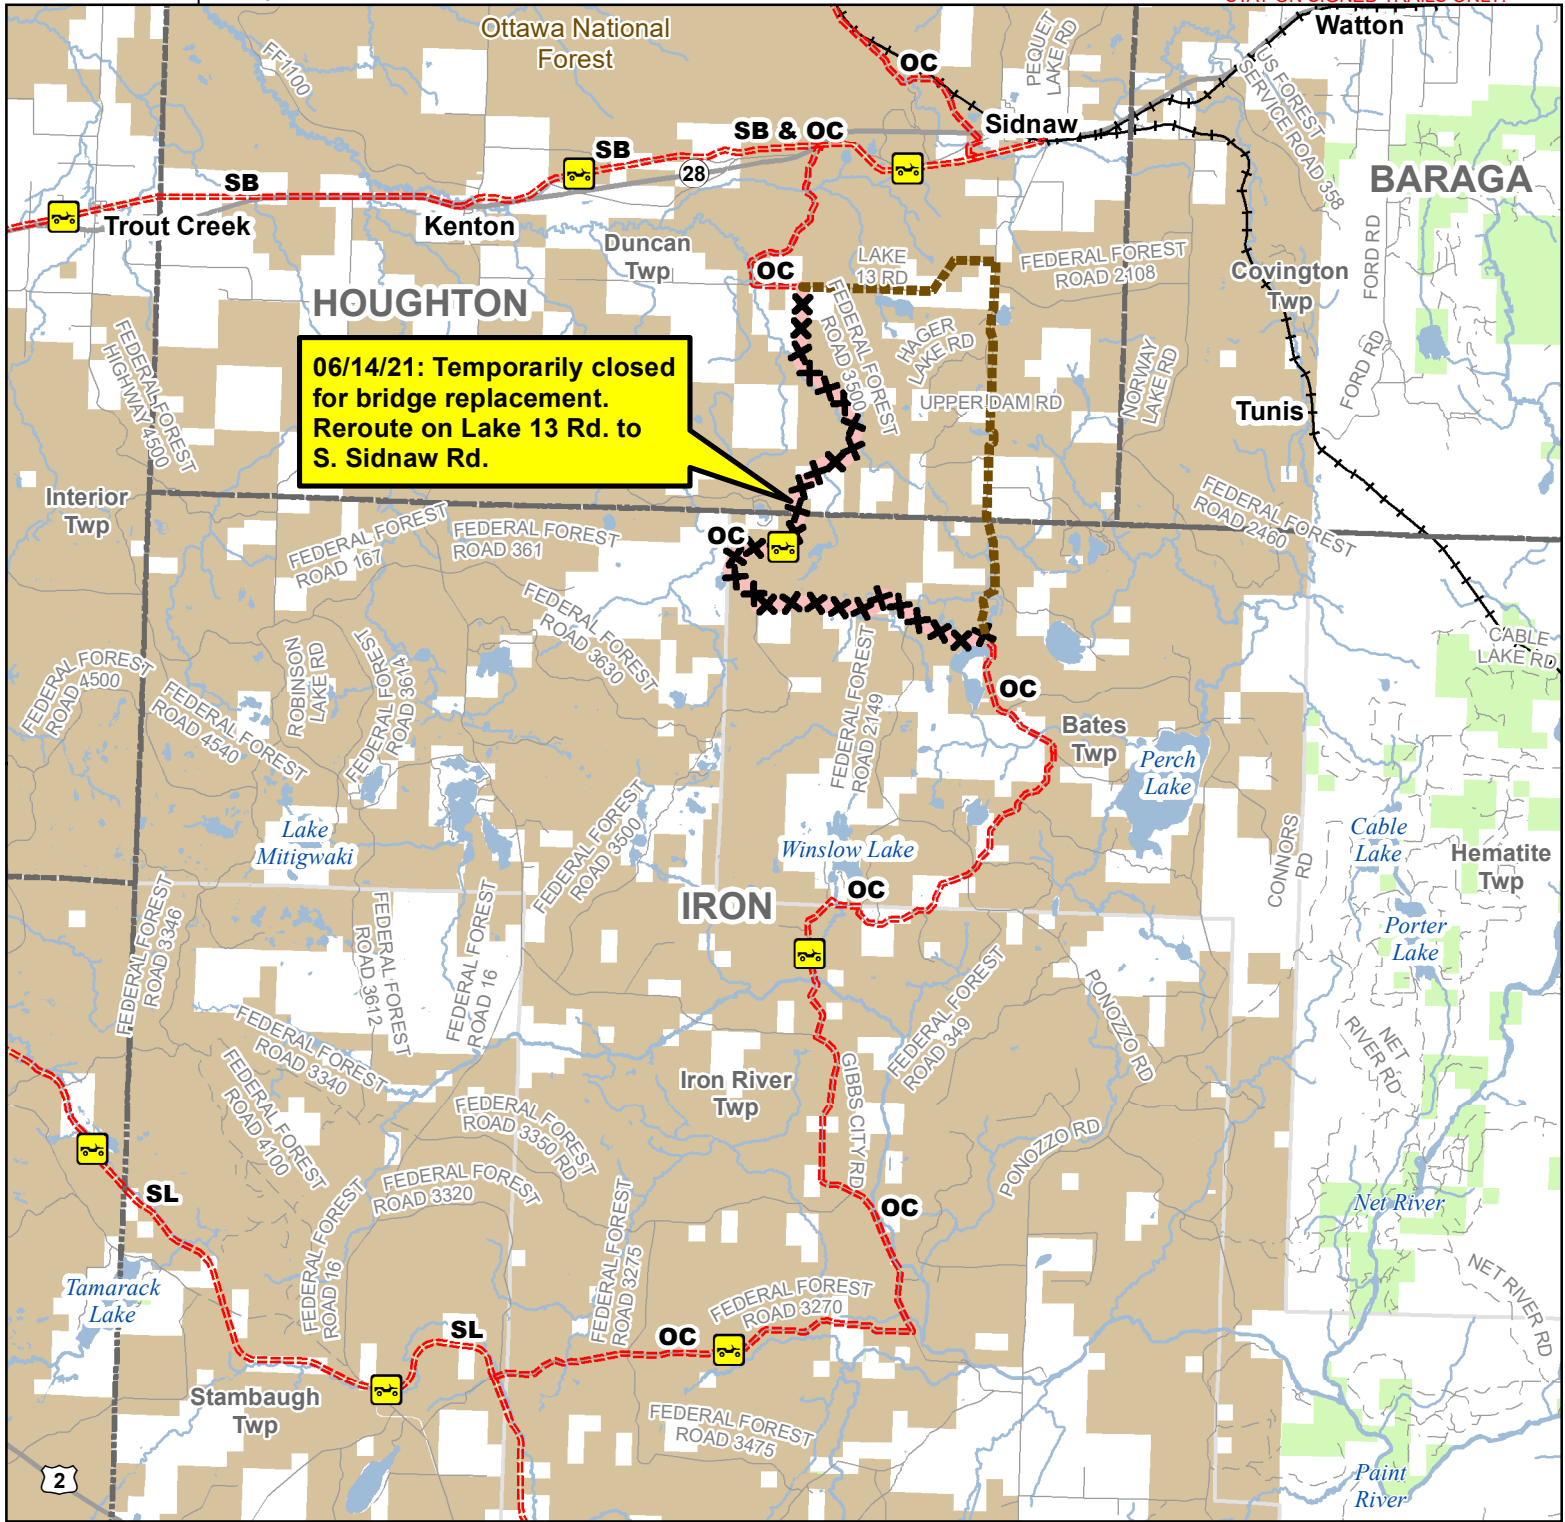 STAY ON SIGNED TRAILS ONLY!
Ottawa National
Forest
FF1100
OC
PEQUET
LAKE RD
Watton
US FOREST
SERVICE ROAD 358
SB & OC
Sidnaw
SB
28
SB
BARAGA
Trout Creek
Kenton
Duncan
Twp
OC
LAKE
13 RD
FEDERAL FOREST
ROAD 2108
Covington
Twp
FORD RD
HOUGHTON
FEDERAL FOREST
ROAD 3500
HAGER
LAKE RD
FEDERAL FOREST
HIGHWAY 4500
06/14/21: Temporarily closed
for bridge replacement.
Reroute on Lake 13 Rd. to
S. Sidnaw Rd.
UPPER DAM RD
NORWAY
LAKE RD
FORD RD
Tunis
Interior
Twp
FEDERAL FOREST
ROAD 167
FEDERAL FOREST
ROAD 361
OC
FEDERAL FOREST
ROAD 2460
FEDERAL FOREST
ROAD 3630
CABLE
LAKE RD
FEDERAL FOREST
ROAD 4500
FEDERAL FOREST
ROAD 4540
ROBINSON
LAKE RD
FEDERAL FOREST
ROAD 3614
FEDERAL FOREST
ROAD 2149
OC
Bates
Twp
Perch
Lake
Lake
Mitigwaki
FEDERAL FOREST
ROAD 3500
Winslow Lake
CONNORS
RD
Cable
Lake
Hematite
Twp
OC
IRON
FEDERAL FOREST
ROAD 3346
FEDERAL FOREST
ROAD 3612
FEDERAL FOREST
ROAD 16
Porter
Lake
FEDERAL FOREST
ROAD 349
PONOZZO RD
NET
RIVER RD
FEDERAL FOREST
ROAD 3340
GIBBS CITY RD
Iron River
Twp
FEDERAL FOREST
ROAD 4100
FEDERAL FOREST
ROAD 3350 RD
PONOZZO RD
FEDERAL FOREST
ROAD 3320
SL
OC
Net River
FEDERAL FOREST
ROAD 16
FEDERAL FOREST
ROAD 3275
Tamarack
Lake
FEDERAL FOREST
ROAD 3270
NET RIVER RD
SL
OC
Stambaugh
Twp
FEDERAL FOREST
ROAD 3475
2
Paint
River